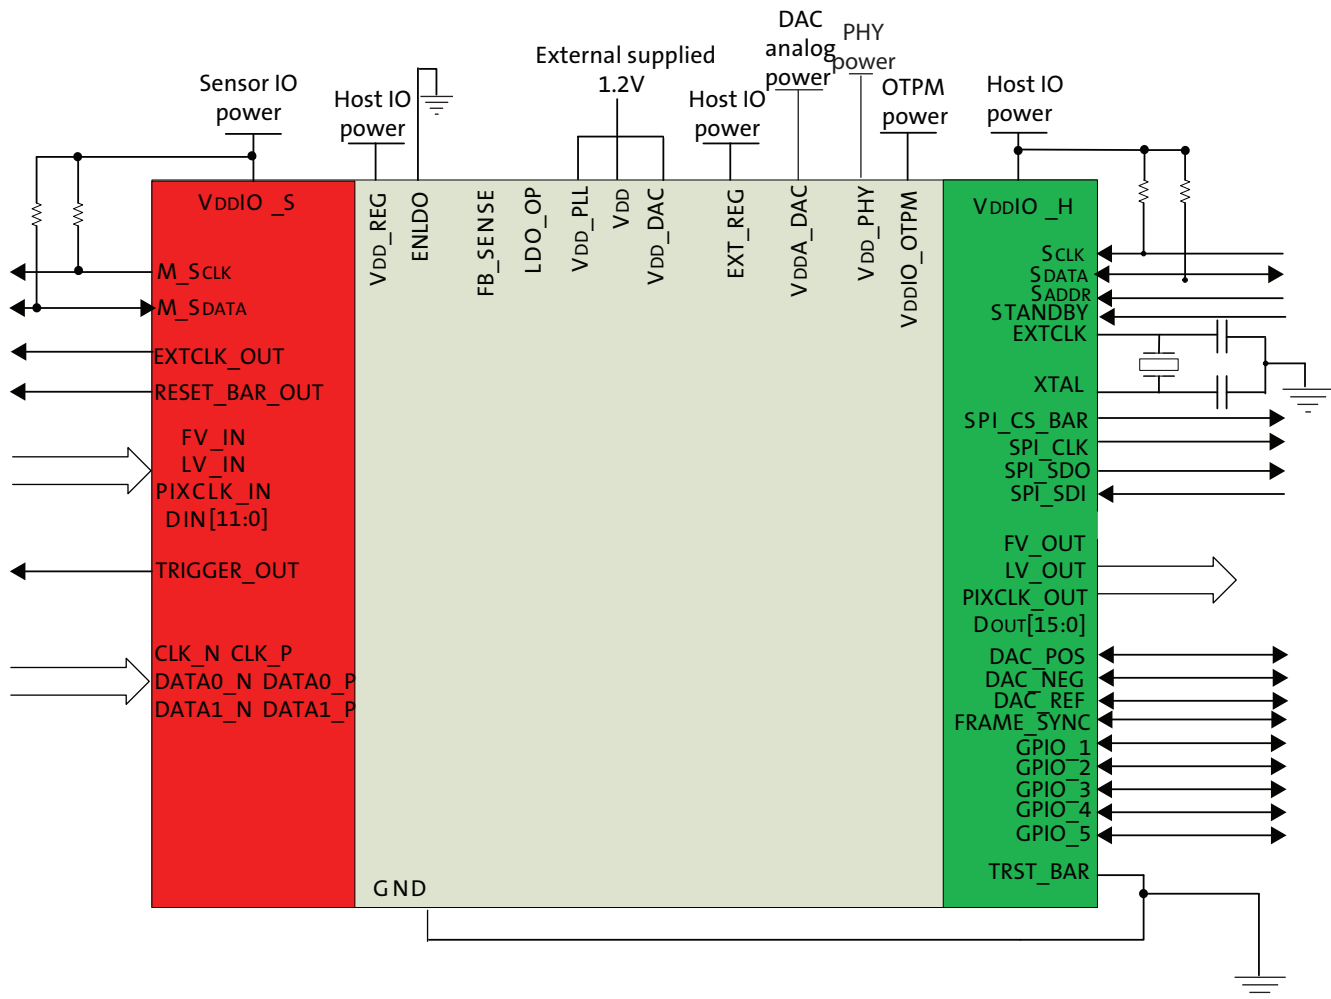 Sensor IO
power
Host IO
power
External supplied
1.2V
Host IO
power
DAC
analog
power
PHY
power
OTPM
power
Host IO
power
VDDIO _S
VDD_REG
ENLDO
FB_SENSE
LDO_OP
VDD_PLL
VDD
VDD_DAC
EXT_REG
VDDA_DAC
VDD_PHY
VDDIO_OTPM
VDDIO _H
M_SCLK
M_SDATA
EXTCLK_OUT
RESET_BAR_OUT
FV_IN
LV_IN
PIXCLK_IN
DIN[11:0]
TRIGGER_OUT
CLK_N CLK_P
DATA0_N DATA0_P
DATA1_N DATA1_P
GND
SCLK
SDATA
SADDR
STANDBY
EXTCLK
XTAL
SPI_CS_BAR
SPI_CLK
SPI_SDO
SPI_SDI
FV_OUT
LV_OUT
PIXCLK_OUT
DOUT[15:0]
DAC_POS
DAC_NEG
DAC_REF
FRAME_SYNC
GPIO_1
GPIO_2
GPIO_3
GPIO_4
GPIO_5
TRST_BAR